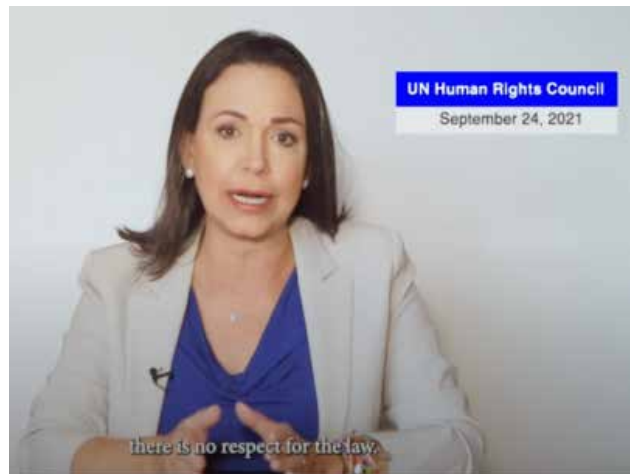 UN Human Rights Council
September 24, 2021
there is no respect for the law.